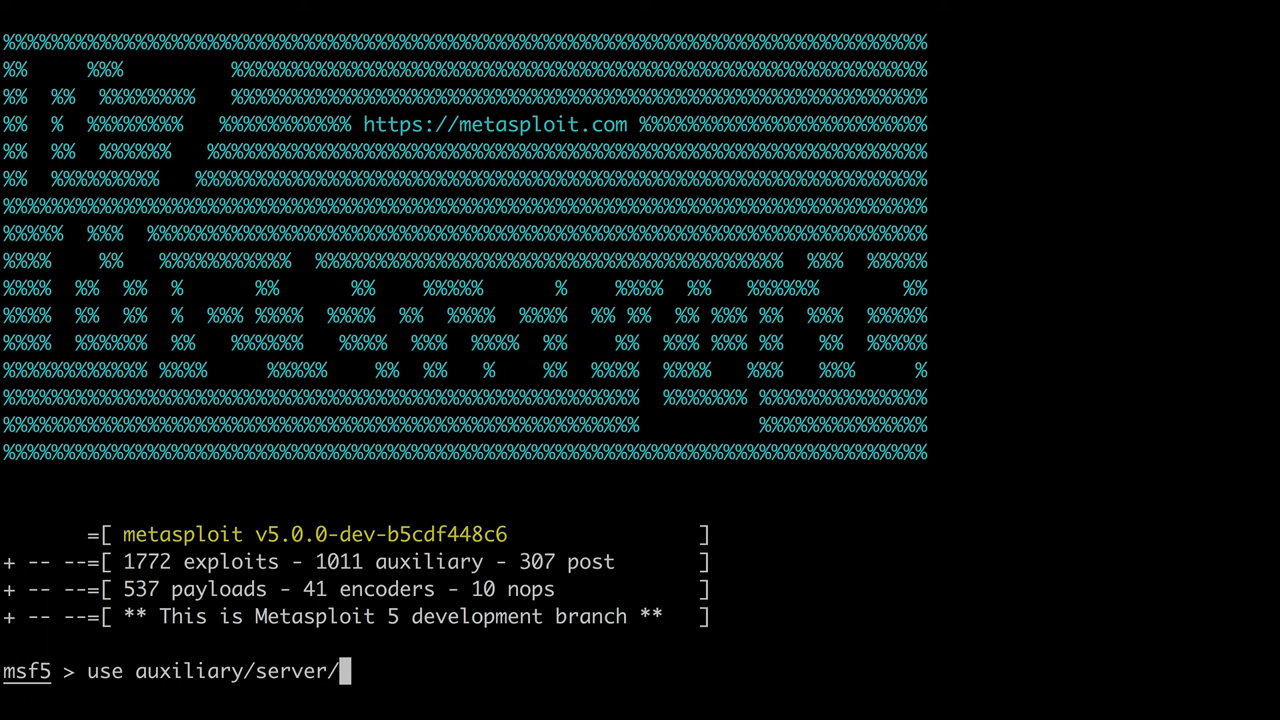 %%%%%%%%%%%%%%%%%%%%%%%%%%%%%%%%%%%%%%%%%%%%%%%%%%%%%%%%%%%%%%%%%%%%%%%%%%%%%%%
%%     %%%         %%%%%%%%%%%%%%%%%%%%%%%%%%%%%%%%%%%%%%%%%%%%%%%%%%%%%%%%%%
%%  %%  %%%%%%%%   %%%%%%%%%%%%%%%%%%%%%%%%%%%%%%%%%%%%%%%%%%%%%%%%%%%%%%%%%%
%%  %  %%%%%%%%   %%%%%%%%%%% https://metasploit.com %%%%%%%%%%%%%%%%%%%%%%%%
%%  %%  %%%%%%   %%%%%%%%%%%%%%%%%%%%%%%%%%%%%%%%%%%%%%%%%%%%%%%%%%%%%%%%%%%%
%%  %%%%%%%%%   %%%%%%%%%%%%%%%%%%%%%%%%%%%%%%%%%%%%%%%%%%%%%%%%%%%%%%%%%%%%%
%%%%%%%%%%%%%%%%%%%%%%%%%%%%%%%%%%%%%%%%%%%%%%%%%%%%%%%%%%%%%%%%%%%%%%%%%%%%%%%
%%%%%  %%%  %%%%%%%%%%%%%%%%%%%%%%%%%%%%%%%%%%%%%%%%%%%%%%%%%%%%%%%%%%%%%%%%%
%%%%    %%   %%%%%%%%%%%  %%%%%%%%%%%%%%%%%%%%%%%%%%%%%%%%%%%%%%%  %%%  %%%%%
%%%%  %%  %%  %      %%      %%    %%%%%      %    %%%%  %%   %%%%%%       %%
%%%%  %%  %%  %  %%% %%%%  %%%%  %%  %%%%  %%%%  %% %%  %% %%% %%  %%%  %%%%%
%%%%  %%%%%%  %%   %%%%%%   %%%%  %%%  %%%%  %%    %%  %%% %%% %%   %%  %%%%%
%%%%%%%%%%%% %%%%     %%%%%    %%  %%   %    %%  %%%%  %%%%   %%%   %%%     %
%%%%%%%%%%%%%%%%%%%%%%%%%%%%%%%%%%%%%%%%%%%%%%%%%%%%%  %%%%%%% %%%%%%%%%%%%%%
%%%%%%%%%%%%%%%%%%%%%%%%%%%%%%%%%%%%%%%%%%%%%%%%%%%%%          %%%%%%%%%%%%%%
%%%%%%%%%%%%%%%%%%%%%%%%%%%%%%%%%%%%%%%%%%%%%%%%%%%%%%%%%%%%%%%%%%%%%%%%%%%%%%%
=[ metasploit v5.0.0-dev-b5cdf448c6                ]
+ -- --=[ 1772 exploits - 1011 auxiliary - 307 post       ]
+ -- --=[ 537 payloads - 41 encoders - 10 nops            ]
+ -- --=[ ** This is Metasploit 5 development branch **   ]
msf5 > use auxiliary/server/